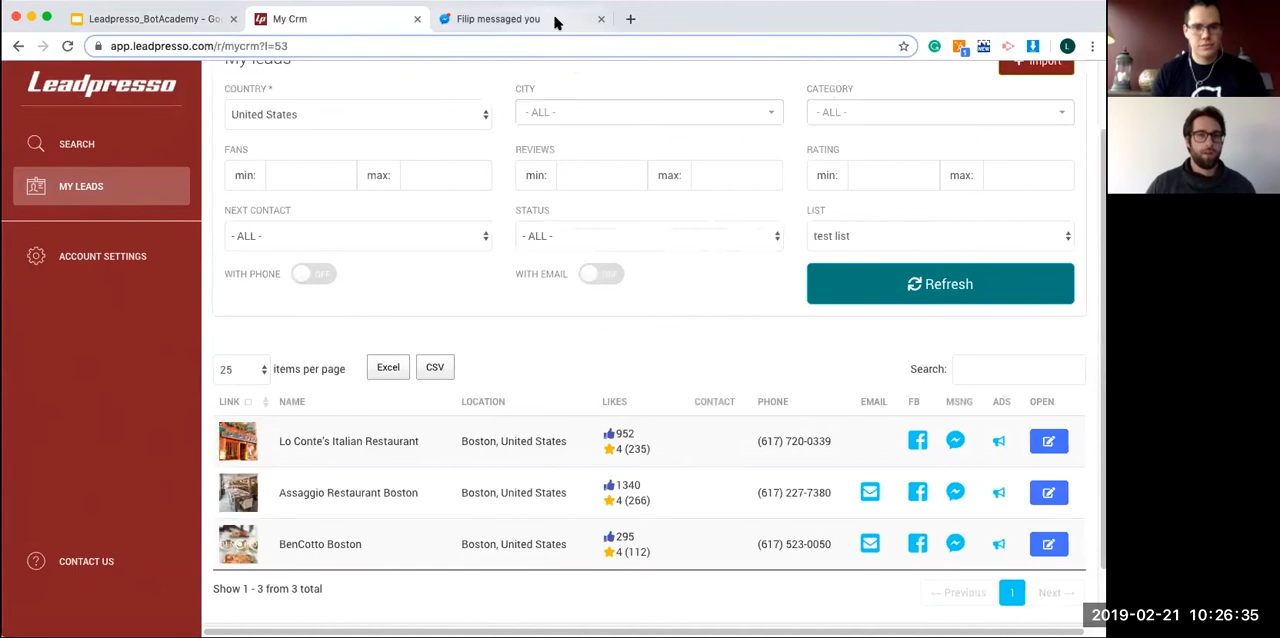 Leadpresso_BotAcademy - Go
My Crm
Filip messaged you
app.leadpresso.com/r/mycrm?l=53
L
Leadpresso
SEARCH
MY LEADS
ACCOUNT SETTINGS
CONTACT US
My leads
Import
COUNTRY *
CITY
CATEGORY
United States
- ALL -
- ALL -
FANS
REVIEWS
RATING
min:
max:
min:
max:
min:
max:
NEXT CONTACT
STATUS
LIST
- ALL -
- ALL -
test list
WITH PHONE
OFF
WITH EMAIL
OFF
Refresh
25
items per page
Excel
CSV
Search:
LINK
NAME
LOCATION
LIKES
CONTACT
PHONE
EMAIL
FB
MSNG
ADS
OPEN
Lo Conte's Italian Restaurant
Boston, United States
952
4 (235)
(617) 720-0339
Assaggio Restaurant Boston
Boston, United States
1340
4 (266)
(617) 227-7380
BenCotto Boston
Boston, United States
295
4 (112)
(617) 523-0050
Show 1 - 3 from 3 total
← Previous
1
Next →
2019-02-21 10:26:35